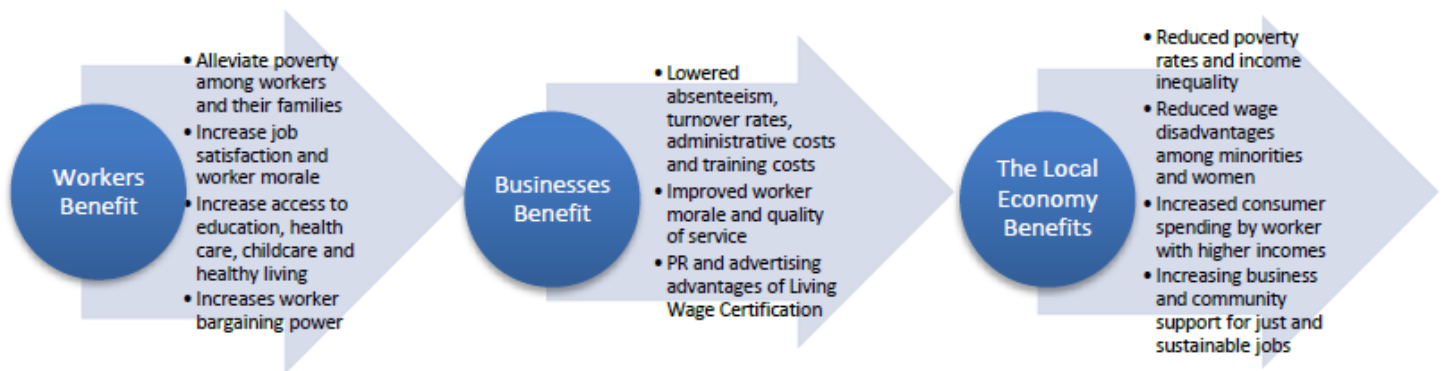 Workers
Benefit
• Alleviate poverty
among workers
and their families
• Increase job
satisfaction and
worker morale
• Increase access to
education, health
care, childcare and
healthy living
• Increases worker
bargaining power
Businesses
Benefit
• Lowered
absenteeism,
turnover rates,
administrative costs
and training costs
• Improved worker
morale and quality
of service
• PR and advertising
advantages of Living
Wage Certification
The Local
Economy
Benefits
• Reduced poverty
rates and income
inequality
• Reduced wage
disadvantages
among minorities
and women
• Increased consumer
spending by worker
with higher incomes
• Increasing business
and community
support for just and
sustainable jobs